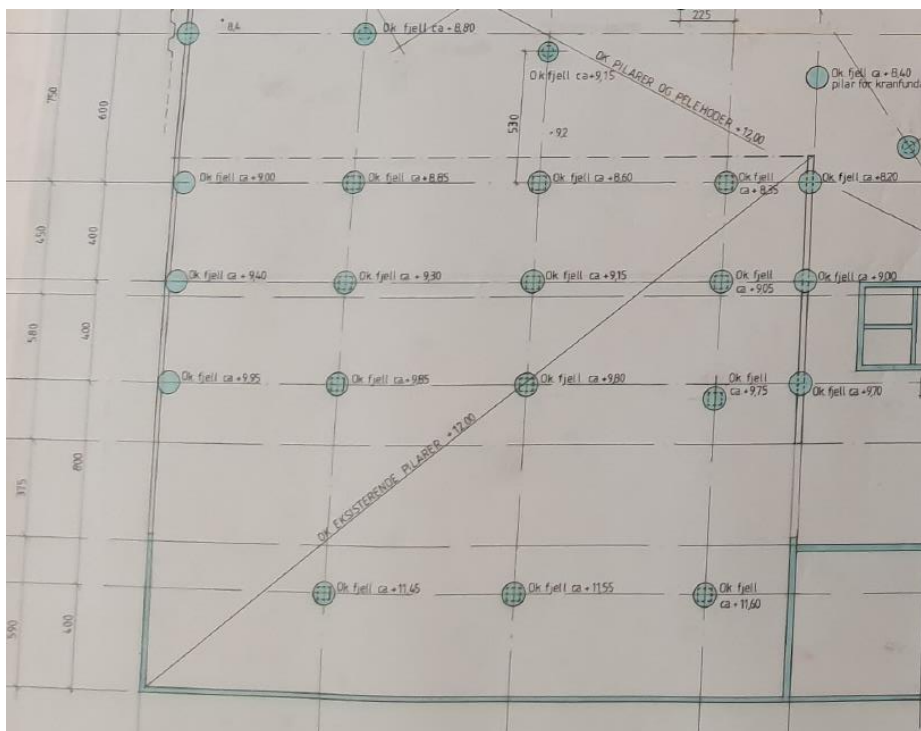 225
• 8,4
Ok fjell ca + 8,80
Ok fjell ca+9,15
OK PILARER OG PELEHODER +12,00
Ok fjell ca + 8,40
pilar for kranfunda
750
600
530
• 9,2
Ok fjell ca + 9,00
Ok fjell ca + 8,85
Ok fjell ca + 8,60
Ok fjell
ca + 8,35
Ok fjell ca + 8,20
450
400
Ok fjell ca + 9,40
Ok fjell ca + 9,30
Ok fjell ca + 9,15
Ok fjell
ca + 9,05
Ok fjell ca + 9,00
580
400
Ok fjell ca + 9,95
Ok fjell ca + 9,85
Ok fjell ca + 9,80
Ok fjell
ca + 9,75
Ok fjell ca + 9,70
OK EKSISTERENDE PILARER +12,00
800
375
Ok fjell ca + 11,45
Ok fjell ca + 11,55
Ok fjell
ca + 11,60
590
400